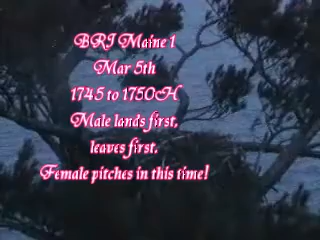 BRI Maine 1
Mar 5th
1745 to 1750H
Male lands first,
leaves first.
Female pitches in this time!